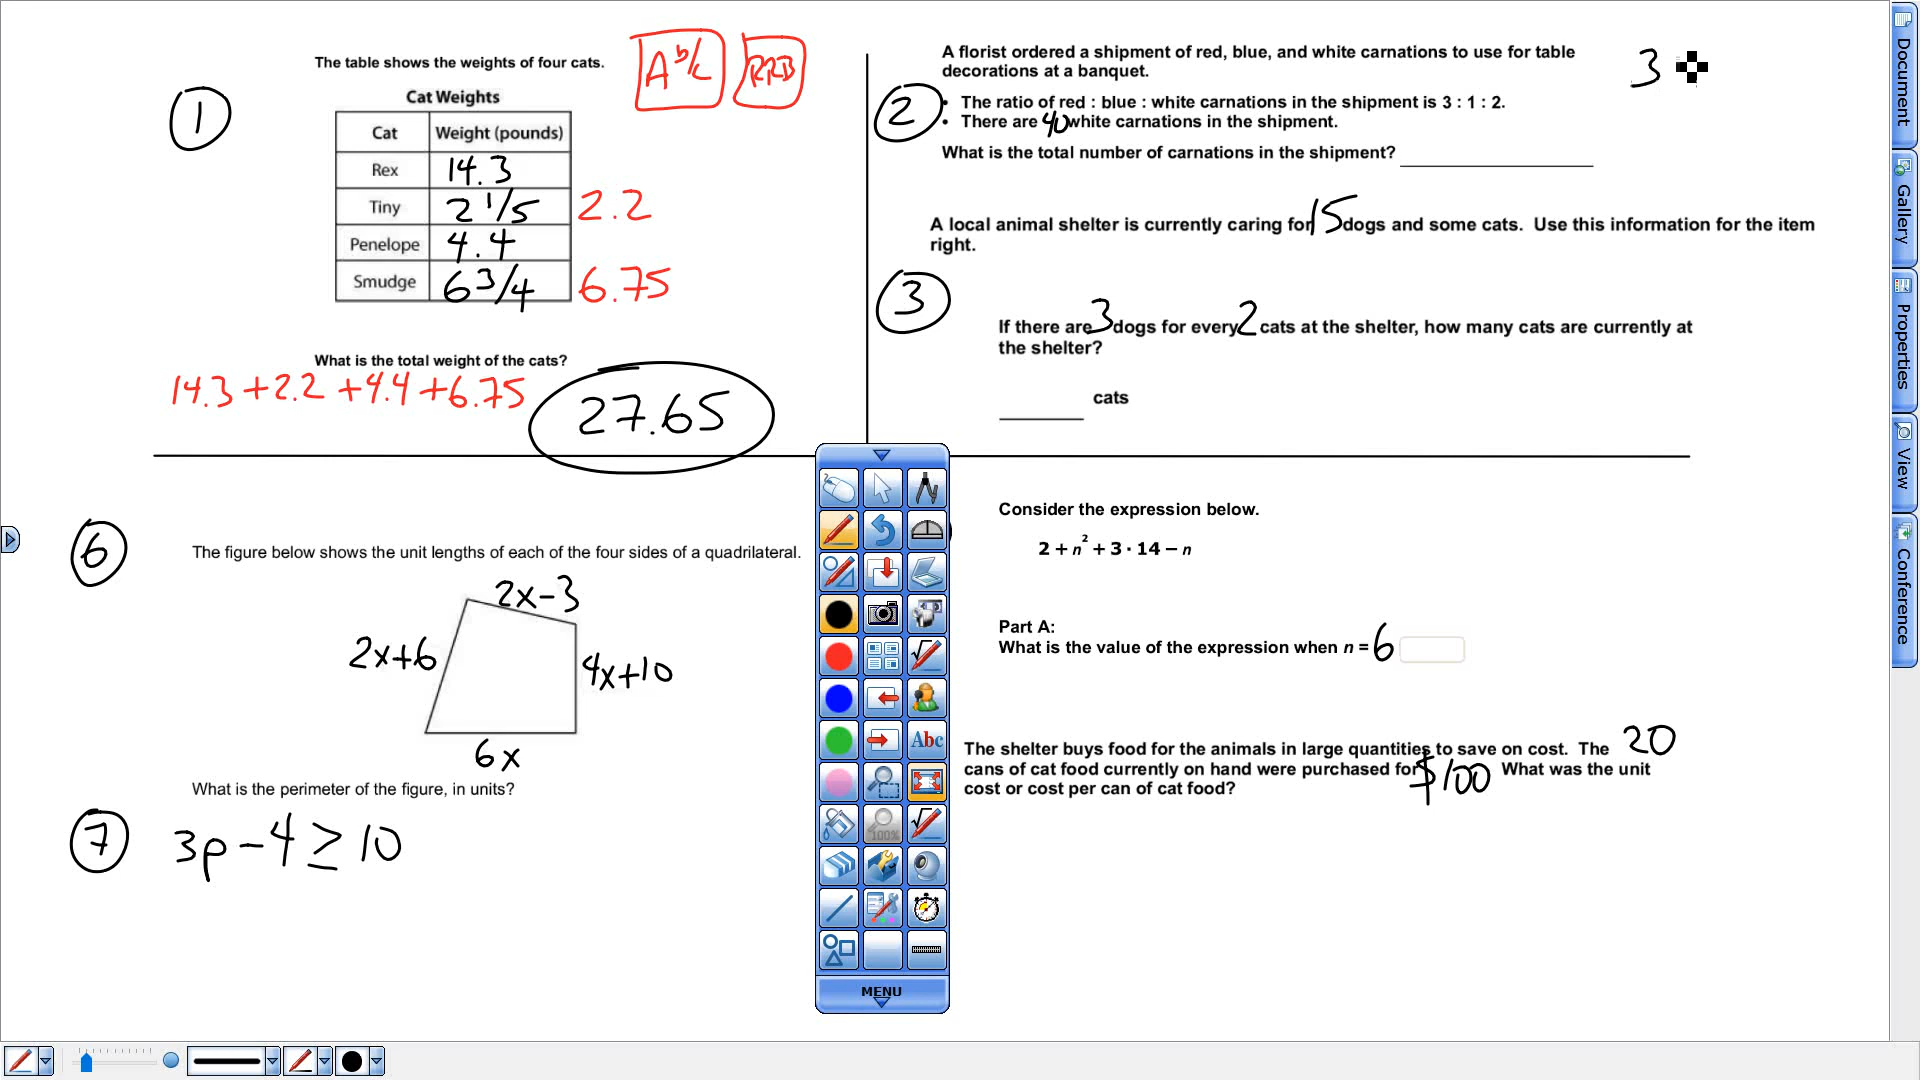 The table shows the weights of four cats.
A b/c
RRB
1
Cat Weights
Cat Weight (pounds)
Rex 14.3
Tiny 2 1/5 2.2
Penelope 4.4
Smudge 6 3/4 6.75
What is the total weight of the cats?
14.3 + 2.2 + 4.4 + 6.75
27.65
A florist ordered a shipment of red, blue, and white carnations to use for table
decorations at a banquet.
3
2
• The ratio of red : blue : white carnations in the shipment is 3 : 1 : 2.
• There are 40 white carnations in the shipment.
What is the total number of carnations in the shipment?
A local animal shelter is currently caring for 15 dogs and some cats. Use this information for the item
right.
3
If there are 3 dogs for every 2 cats at the shelter, how many cats are currently at
the shelter?
cats
6
The figure below shows the unit lengths of each of the four sides of a quadrilateral.
2x-3
2x+6
4x+10
6x
What is the perimeter of the figure, in units?
7
3p - 4 ≥ 10
Consider the expression below.
2 + n² + 3 · 14 – n
Part A:
What is the value of the expression when n = 6
The shelter buys food for the animals in large quantities to save on cost. The 20
cans of cat food currently on hand were purchased for $100 What was the unit
cost or cost per can of cat food?
Abc
100%
MENU
Document
Gallery
Properties
View
Conference